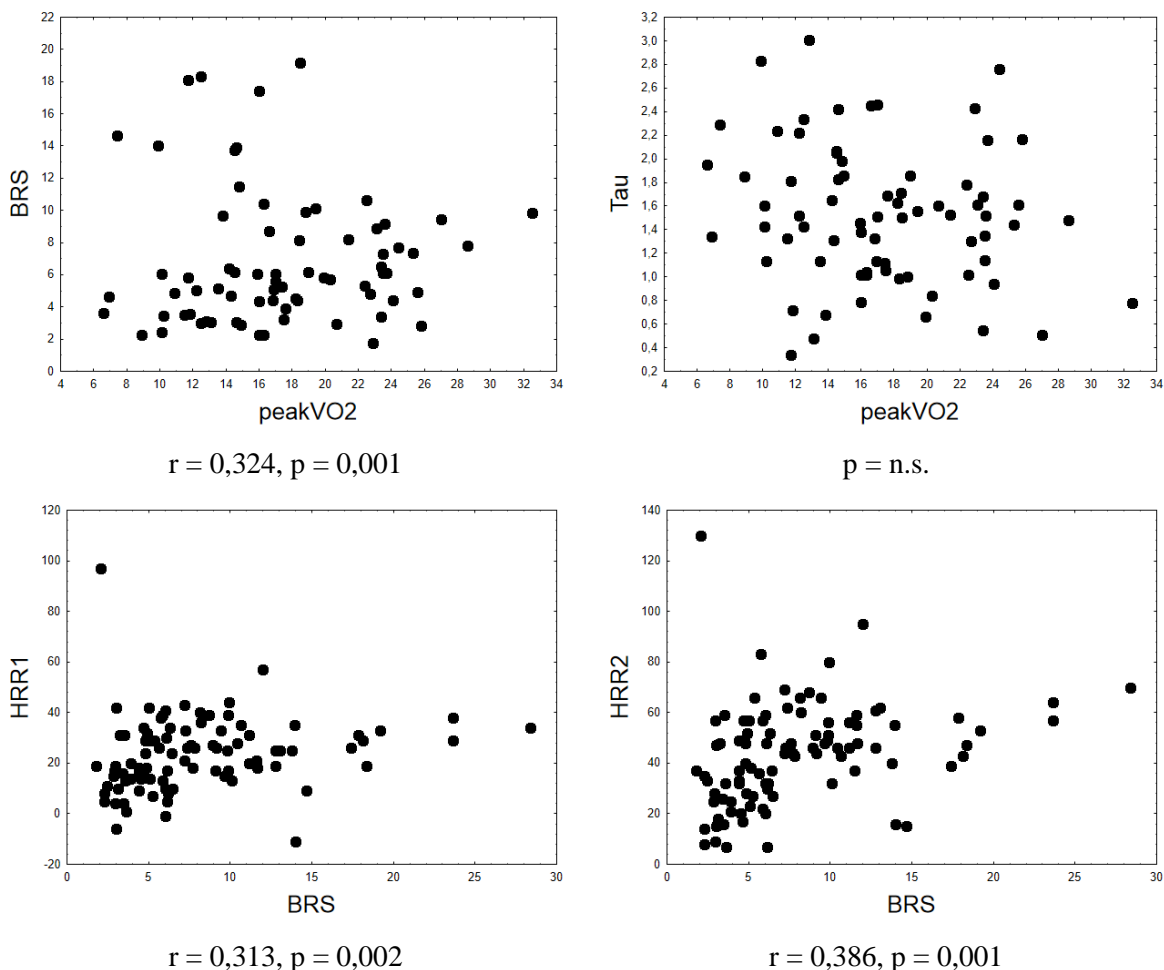 22
20
18
16
14
12
10
8
6
4
2
0
BRS
4 6 8 10 12 14 16 18 20 22 24 26 28 30 32 34
peakVO2
r = 0,324, p = 0,001
3,2
3,0
2,8
2,6
2,4
2,2
2,0
1,8
1,6
1,4
1,2
1,0
0,8
0,6
0,4
0,2
Tau
4 6 8 10 12 14 16 18 20 22 24 26 28 30 32 34
peakVO2
p = n.s.
120
100
80
60
40
20
0
-20
HRR1
0 5 10 15 20 25 30
BRS
r = 0,313, p = 0,002
140
120
100
80
60
40
20
0
HRR2
0 5 10 15 20 25 30
BRS
r = 0,386, p = 0,001